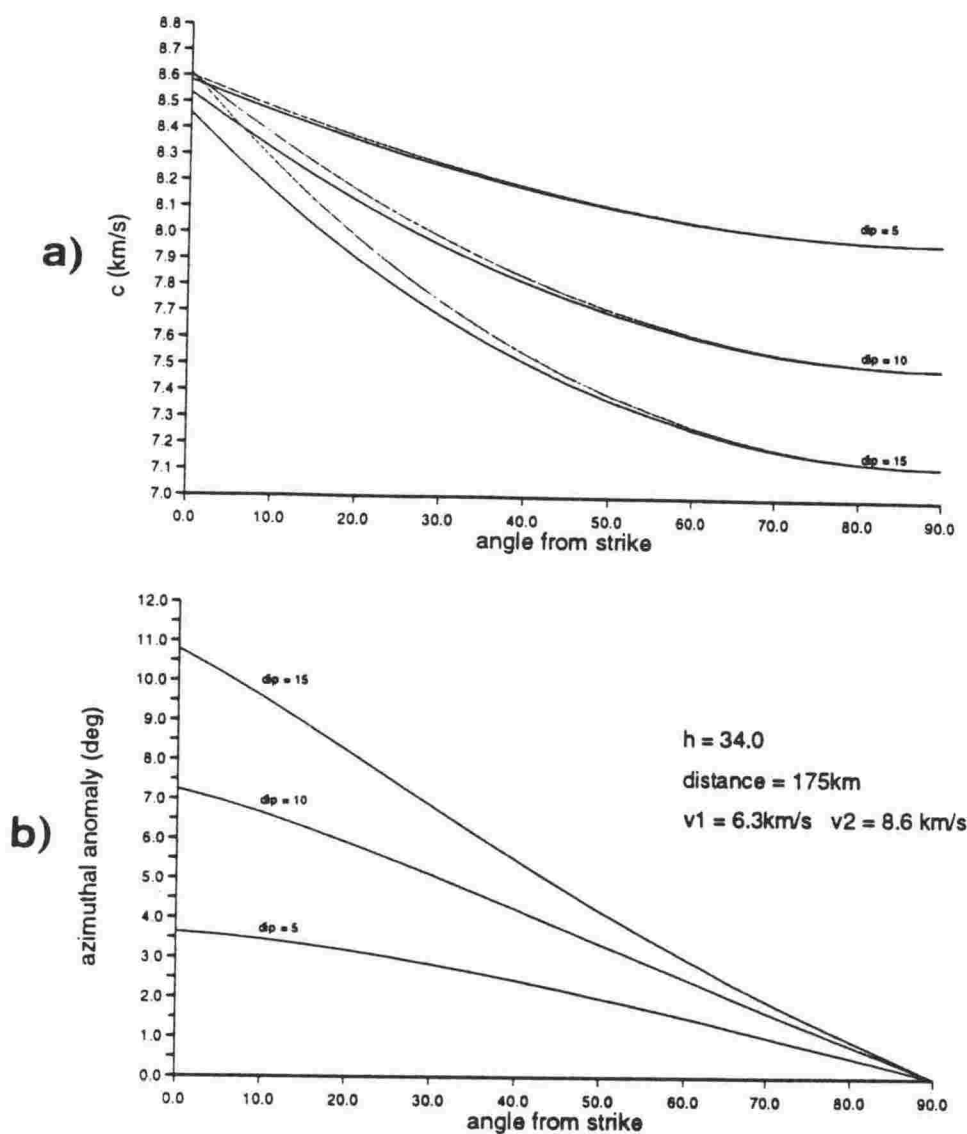 a)
c (km/s)
8.8
8.7
8.6
8.5
8.4
8.3
8.2
8.1
8.0
7.9
7.8
7.7
7.6
7.5
7.4
7.3
7.2
7.1
7.0
dip = 5
dip = 10
dip = 15
0.0 10.0 20.0 30.0 40.0 50.0 60.0 70.0 80.0 90.0
angle from strike
b)
azimuthal anomaly (deg)
12.0
11.0
10.0
9.0
8.0
7.0
6.0
5.0
4.0
3.0
2.0
1.0
0.0
dip = 15
dip = 10
dip = 5
h = 34.0
distance = 175km
v1 = 6.3km/s v2 = 8.6 km/s
0.0 10.0 20.0 30.0 40.0 50.0 60.0 70.0 80.0 90.0
angle from strike